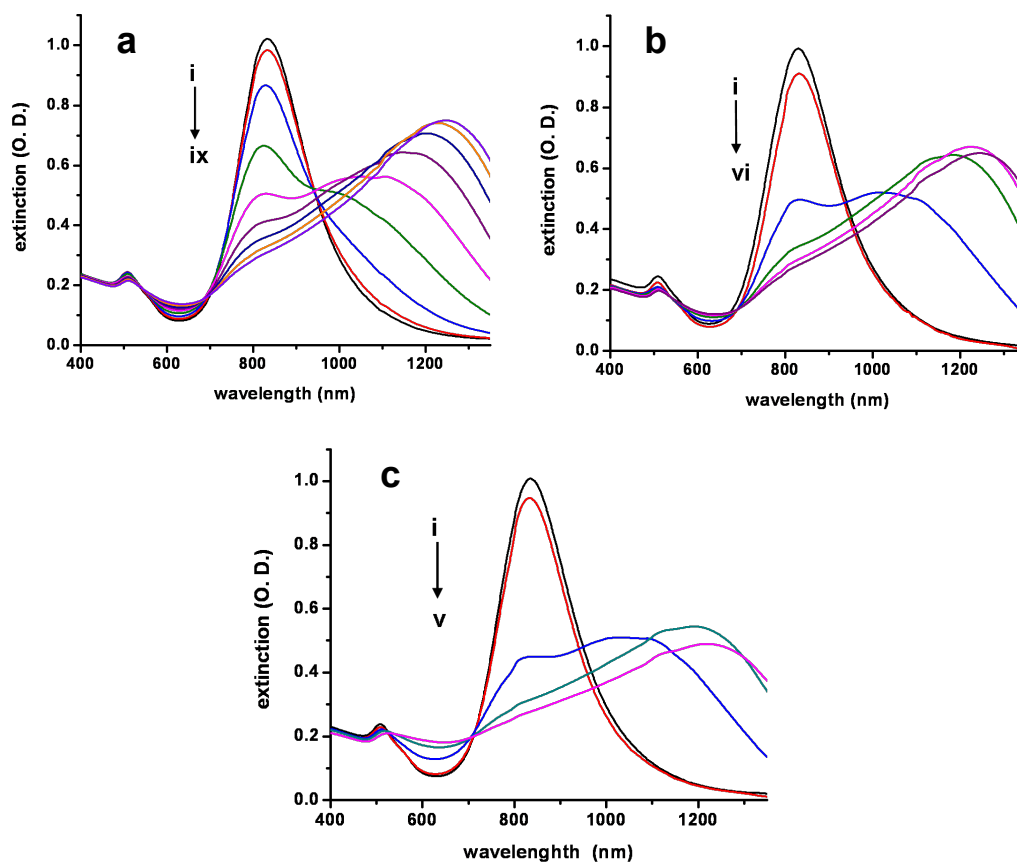 a
i
ix
extinction (O. D.)
1.0
0.8
0.6
0.4
0.2
0.0
400 600 800 1000 1200
wavelength (nm)
b
i
vi
extinction (O. D.)
1.0
0.8
0.6
0.4
0.2
0.0
400 600 800 1000 1200
wavelength (nm)
c
i
v
extinction (O. D.)
1.0
0.8
0.6
0.4
0.2
0.0
400 600 800 1000 1200
wavelenghth (nm)